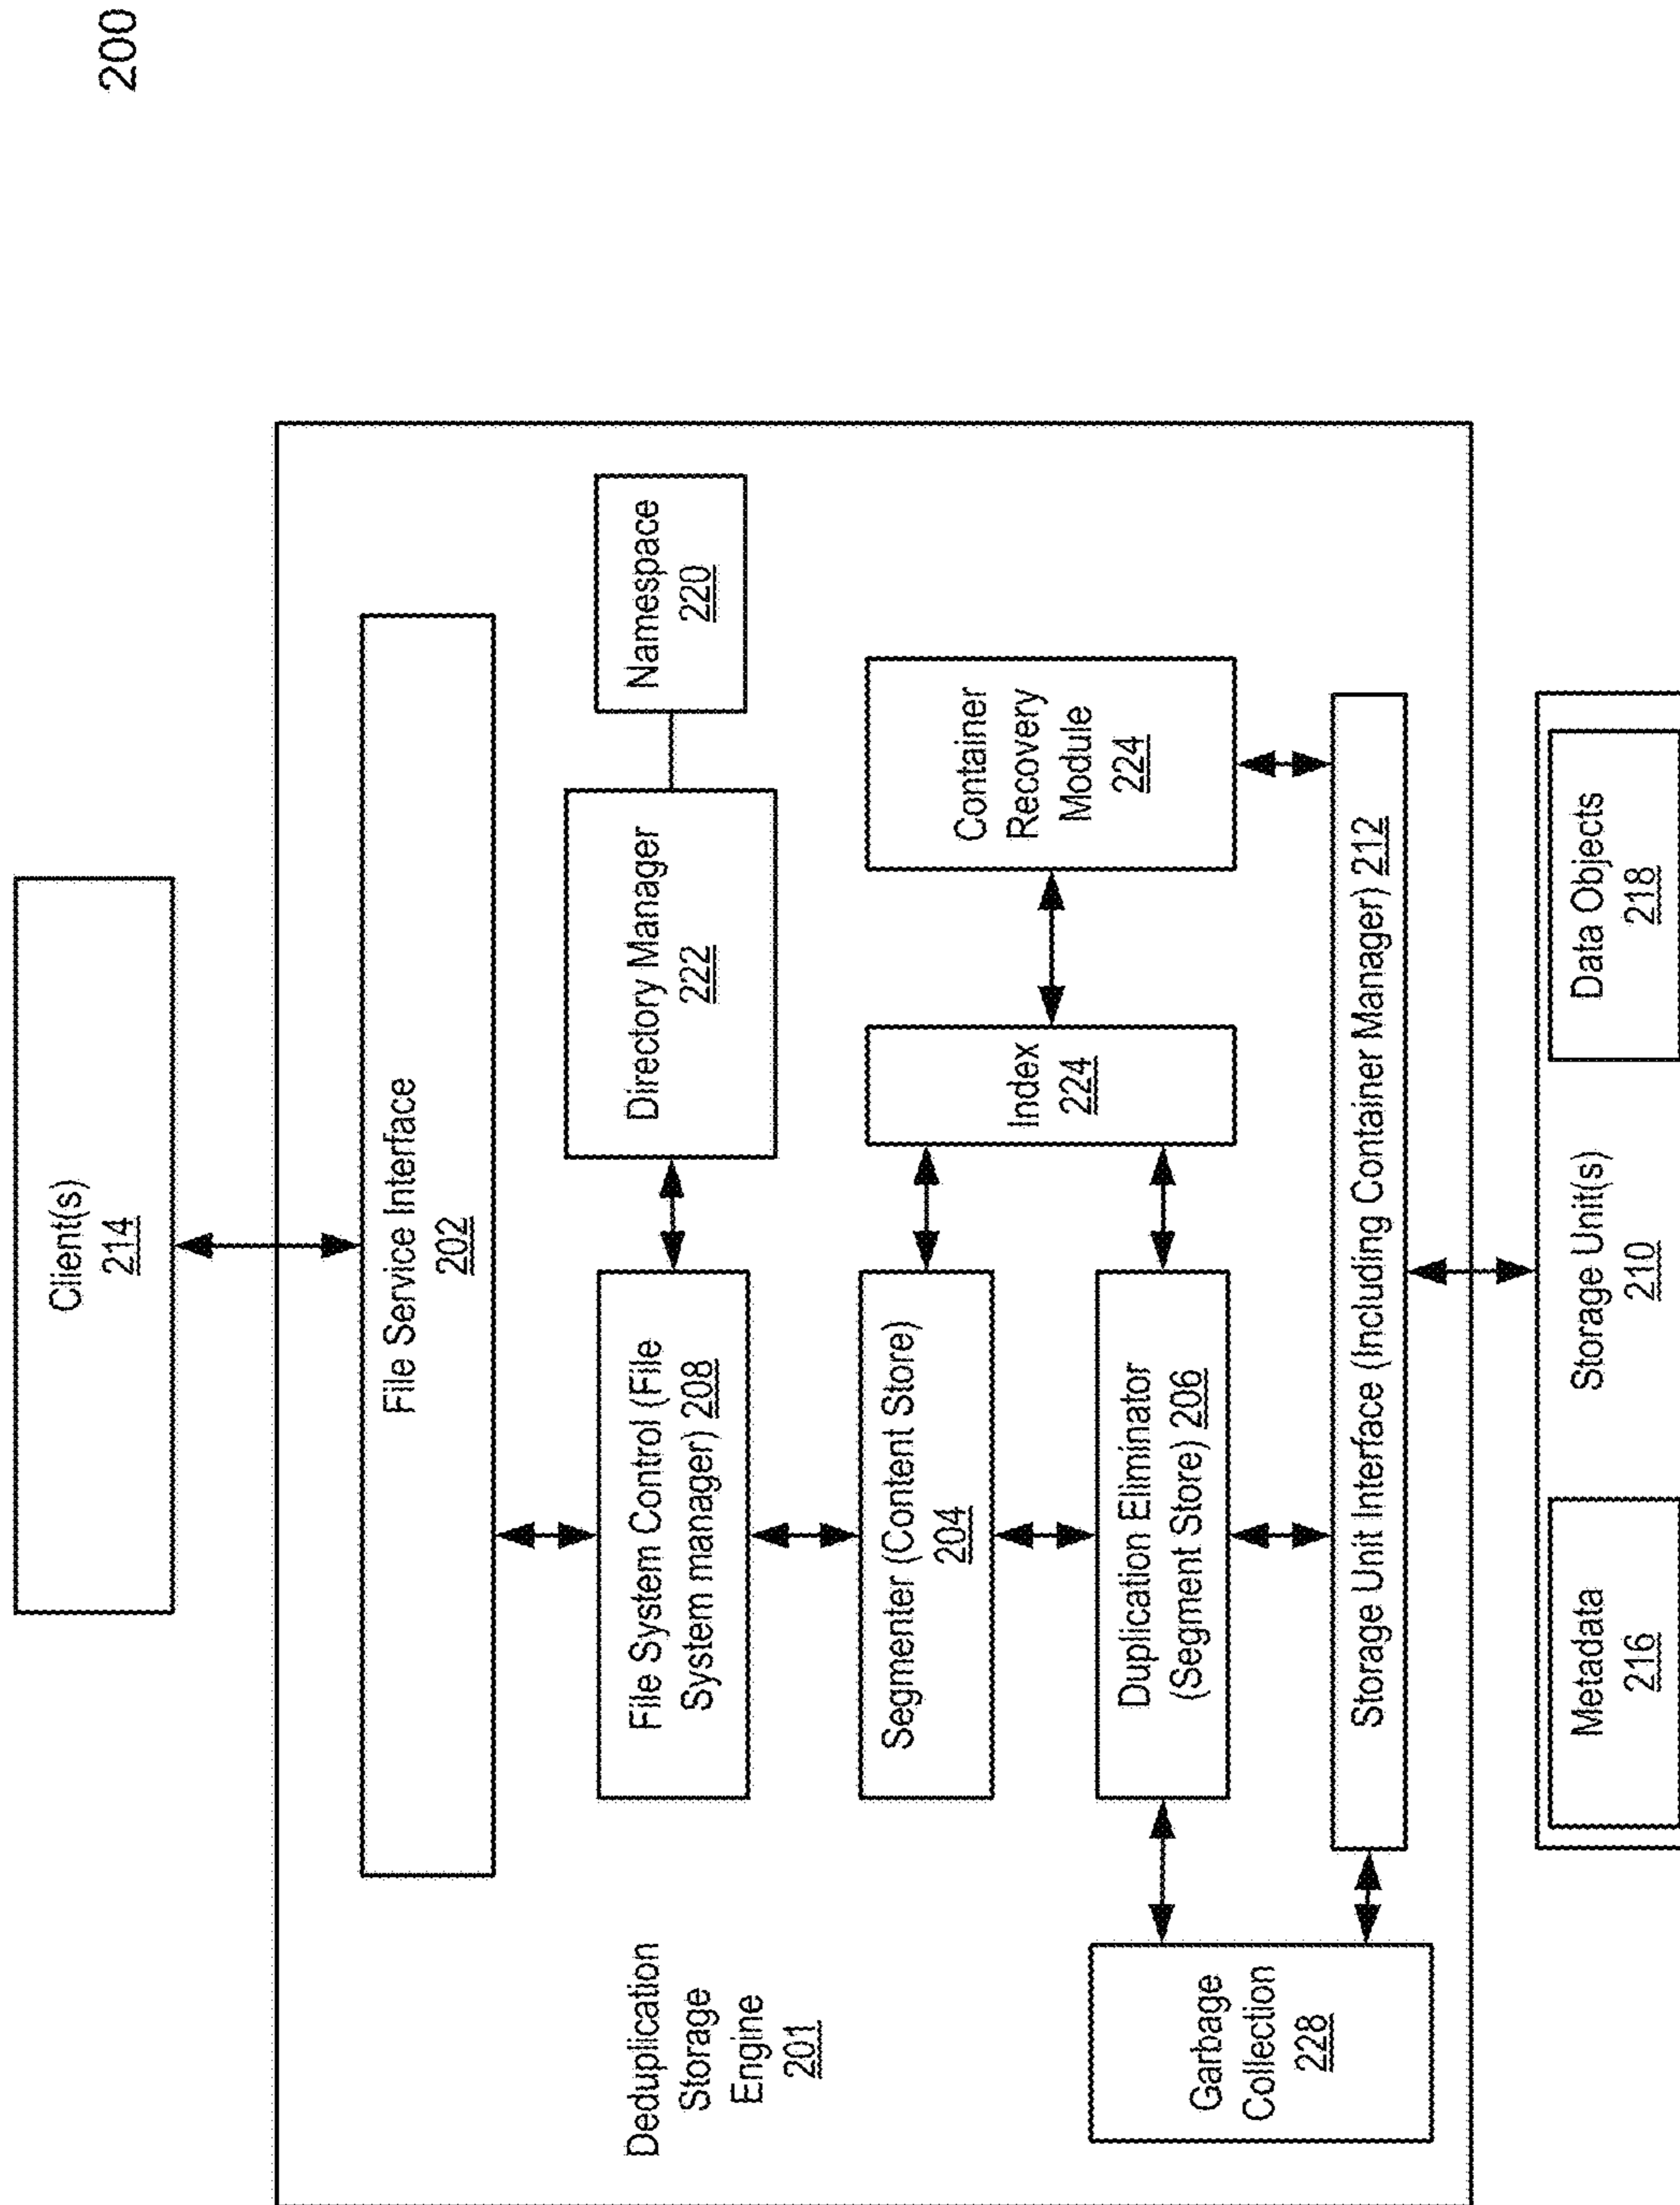 200
Client(s)
214
File Service Interface
202
Deduplication
Storage
Engine
201
File System Control (File
System manager) 208
Directory Manager
222
Namespace
220
Segmenter (Content Store)
204
Index
224
Container
Recovery
Module
224
Duplication Eliminator
(Segment Store) 206
Garbage
Collection
228
Storage Unit Interface (Including Container Manager) 212
Metadata
216
Storage Unit(s)
210
Data Objects
218